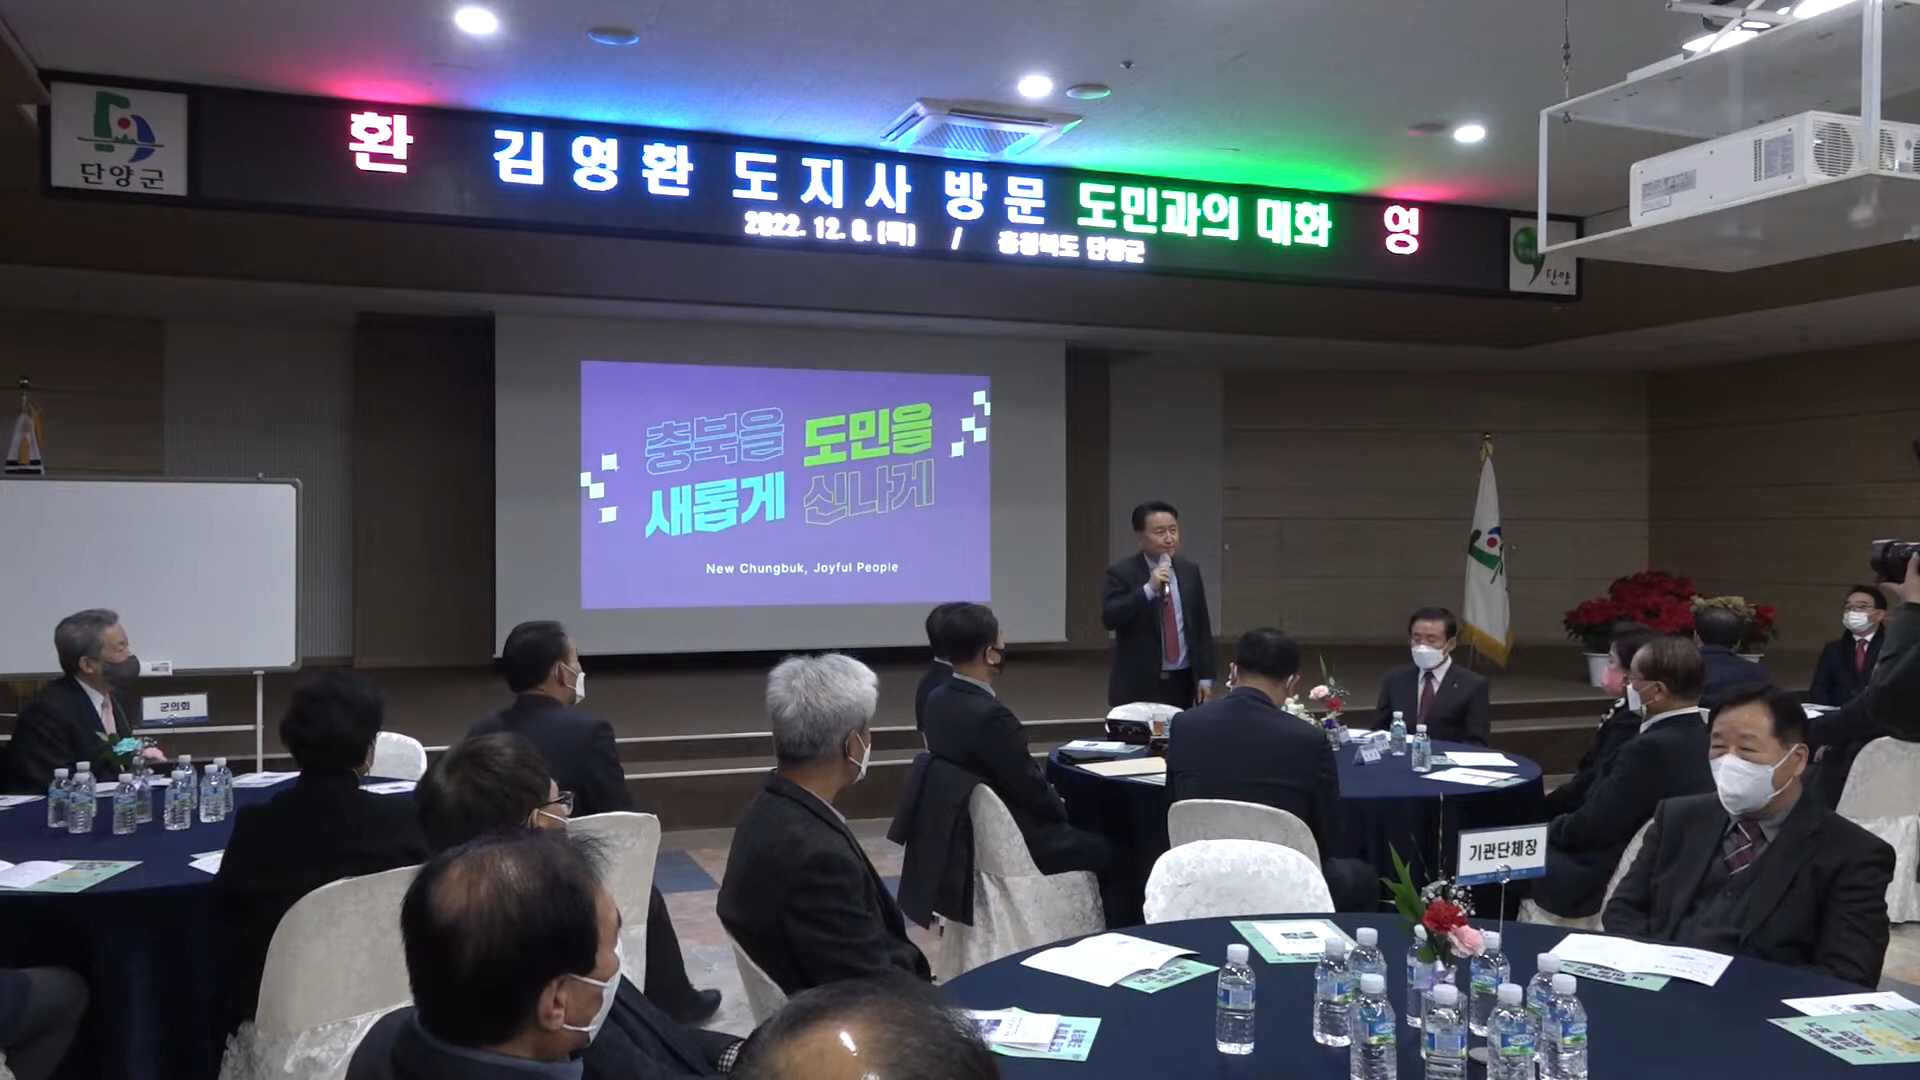 단양군
환 김영환 도지사 방문 도민과의 대화 영
2022. 12. 8. (목) / 충청북도 단양군
단양
충북을 도민을
새롭게 신나게
New Chungbuk, Joyful People
군의회
기관단체장